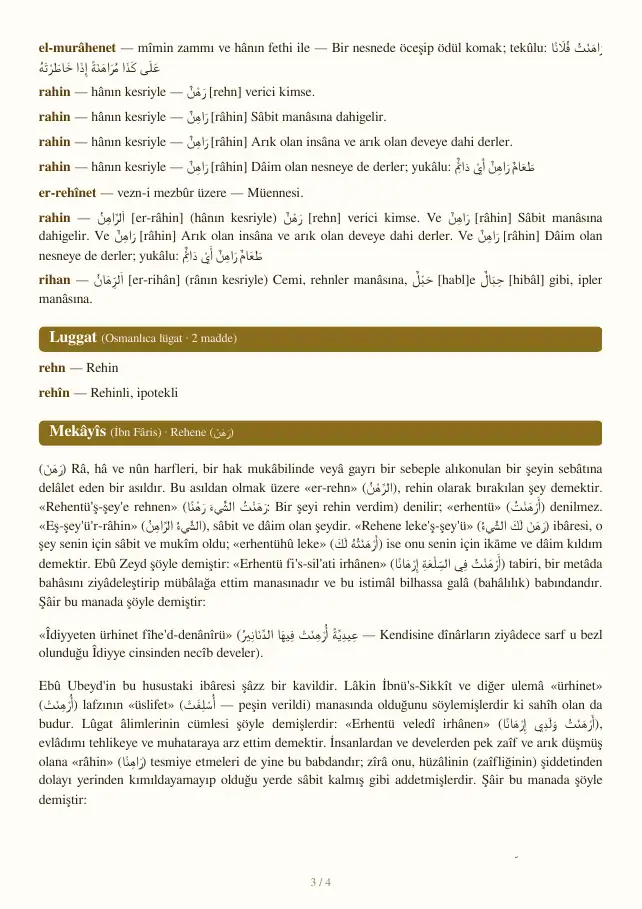 el-murâhenet — mîmin zammı ve hânın fethi ile — Bir nesnede öceşip ödül komak; tekûlu: رَاهَنْتُ فُلَانًا
عَلَى كَذَا مُرَاهَنَةً إِذَا خَاطَرْتَهُ
rahin — hânın kesriyle — رَهْنٌ [rehn] verici kimse.
rahin — hânın kesriyle — رَاهِنٌ [râhin] Sâbit manâsına dahigelir.
rahin — hânın kesriyle — رَاهِنٌ [râhin] Arık olan insâna ve arık olan deveye dahi derler.
rahin — hânın kesriyle — رَاهِنٌ [râhin] Dâim olan nesneye de derler; yukâlu: طَعَامٌ رَاهِنٌ أَيْ دَائِمٌ
er-rehînet — vezn-i mezbûr üzere — Müennesi.
rahin — اَلرَّاهِنُ [er-râhin] (hânın kesriyle) رَهْنٌ [rehn] verici kimse. Ve رَاهِنٌ [râhin] Sâbit manâsına
dahigelir. Ve رَاهِنٌ [râhin] Arık olan insâna ve arık olan deveye dahi derler. Ve رَاهِنٌ [râhin] Dâim olan
nesneye de derler; yukâlu: طَعَامٌ رَاهِنٌ أَيْ دَائِمٌ
rihan — اَلرِّهَانُ [er-rihân] (rânın kesriyle) Cemi, rehnler manâsına, حَبْلٌ [habl]e حِبَالٌ [hibâl] gibi, ipler
manâsına.
Luggat (Osmanlıca lügat · 2 madde)
rehn — Rehin
rehîn — Rehinli, ipotekli
Mekâyîs (İbn Fâris) · Rehene (رَهَنَ)
(رَهَنَ) Râ, hâ ve nûn harfleri, bir hak mukâbilinde veyâ gayrı bir sebeple alıkonulan bir şeyin sebâtına
delâlet eden bir asıldır. Bu asıldan olmak üzere «er-rehn» (الرَّهْنُ), rehin olarak bırakılan şey demektir.
«Rehentü'ş-şey'e rehnen» (رَهَنْتُ الشَّيْءَ رَهْنًا: Bir şeyi rehin verdim) denilir; «erhentü» (أَرْهَنْتُ) denilmez.
«Eş-şey'ü'r-râhin» (الشَّيْءُ الرَّاهِنُ), sâbit ve dâim olan şeydir. «Rehene leke'ş-şey'ü» (رَهَنَ لَكَ الشَّيْءُ) ibâresi, o
şey senin için sâbit ve mukîm oldu; «erhentühû leke» (أَرْهَنْتُهُ لَكَ) ise onu senin için ikāme ve dâim kıldım
demektir. Ebû Zeyd şöyle demiştir: «Erhentü fi's-sil'ati irhânen» (أَرْهَنْتُ فِي السِّلْعَةِ إِرْهَانًا) tabiri, bir metâda
bahâsını ziyâdeleştirip mübâlağa ettim manasınadır ve bu istimâl bilhassa galâ (bahâlılık) babındandır.
Şâir bu manada şöyle demiştir:
«Îdiyyeten ürhinet fîhe'd-denânîrü» (عِيدِيَّةً أُرْهِنَتْ فِيهَا الدَّنَانِيرُ — Kendisine dînârların ziyâdece sarf u bezl
olunduğu Îdiyye cinsinden necîb develer).
Ebû Ubeyd'in bu husustaki ibâresi şâzz bir kavildir. Lâkin İbnü's-Sikkît ve diğer ulemâ «ürhinet»
(أُرْهِنَتْ) lafzının «üslifet» (أُسْلِفَتْ — peşin verildi) manasında olduğunu söylemişlerdir ki sahîh olan da
budur. Lûgat âlimlerinin cümlesi şöyle demişlerdir: «Erhentü veledî irhânen» (أَرْهَنْتُ وَلَدِي إِرْهَانًا),
evlâdımı tehlikeye ve muhataraya arz ettim demektir. İnsanlardan ve develerden pek zaîf ve arık düşmüş
olana «râhin» (رَاهِنًا) tesmiye etmeleri de yine bu babdandır; zîrâ onu, hüzâlinin (zaîfliğinin) şiddetinden
dolayı yerinden kımıldayamayıp olduğu yerde sâbit kalmış gibi addetmişlerdir. Şâir bu manada şöyle
demiştir:
3 / 4